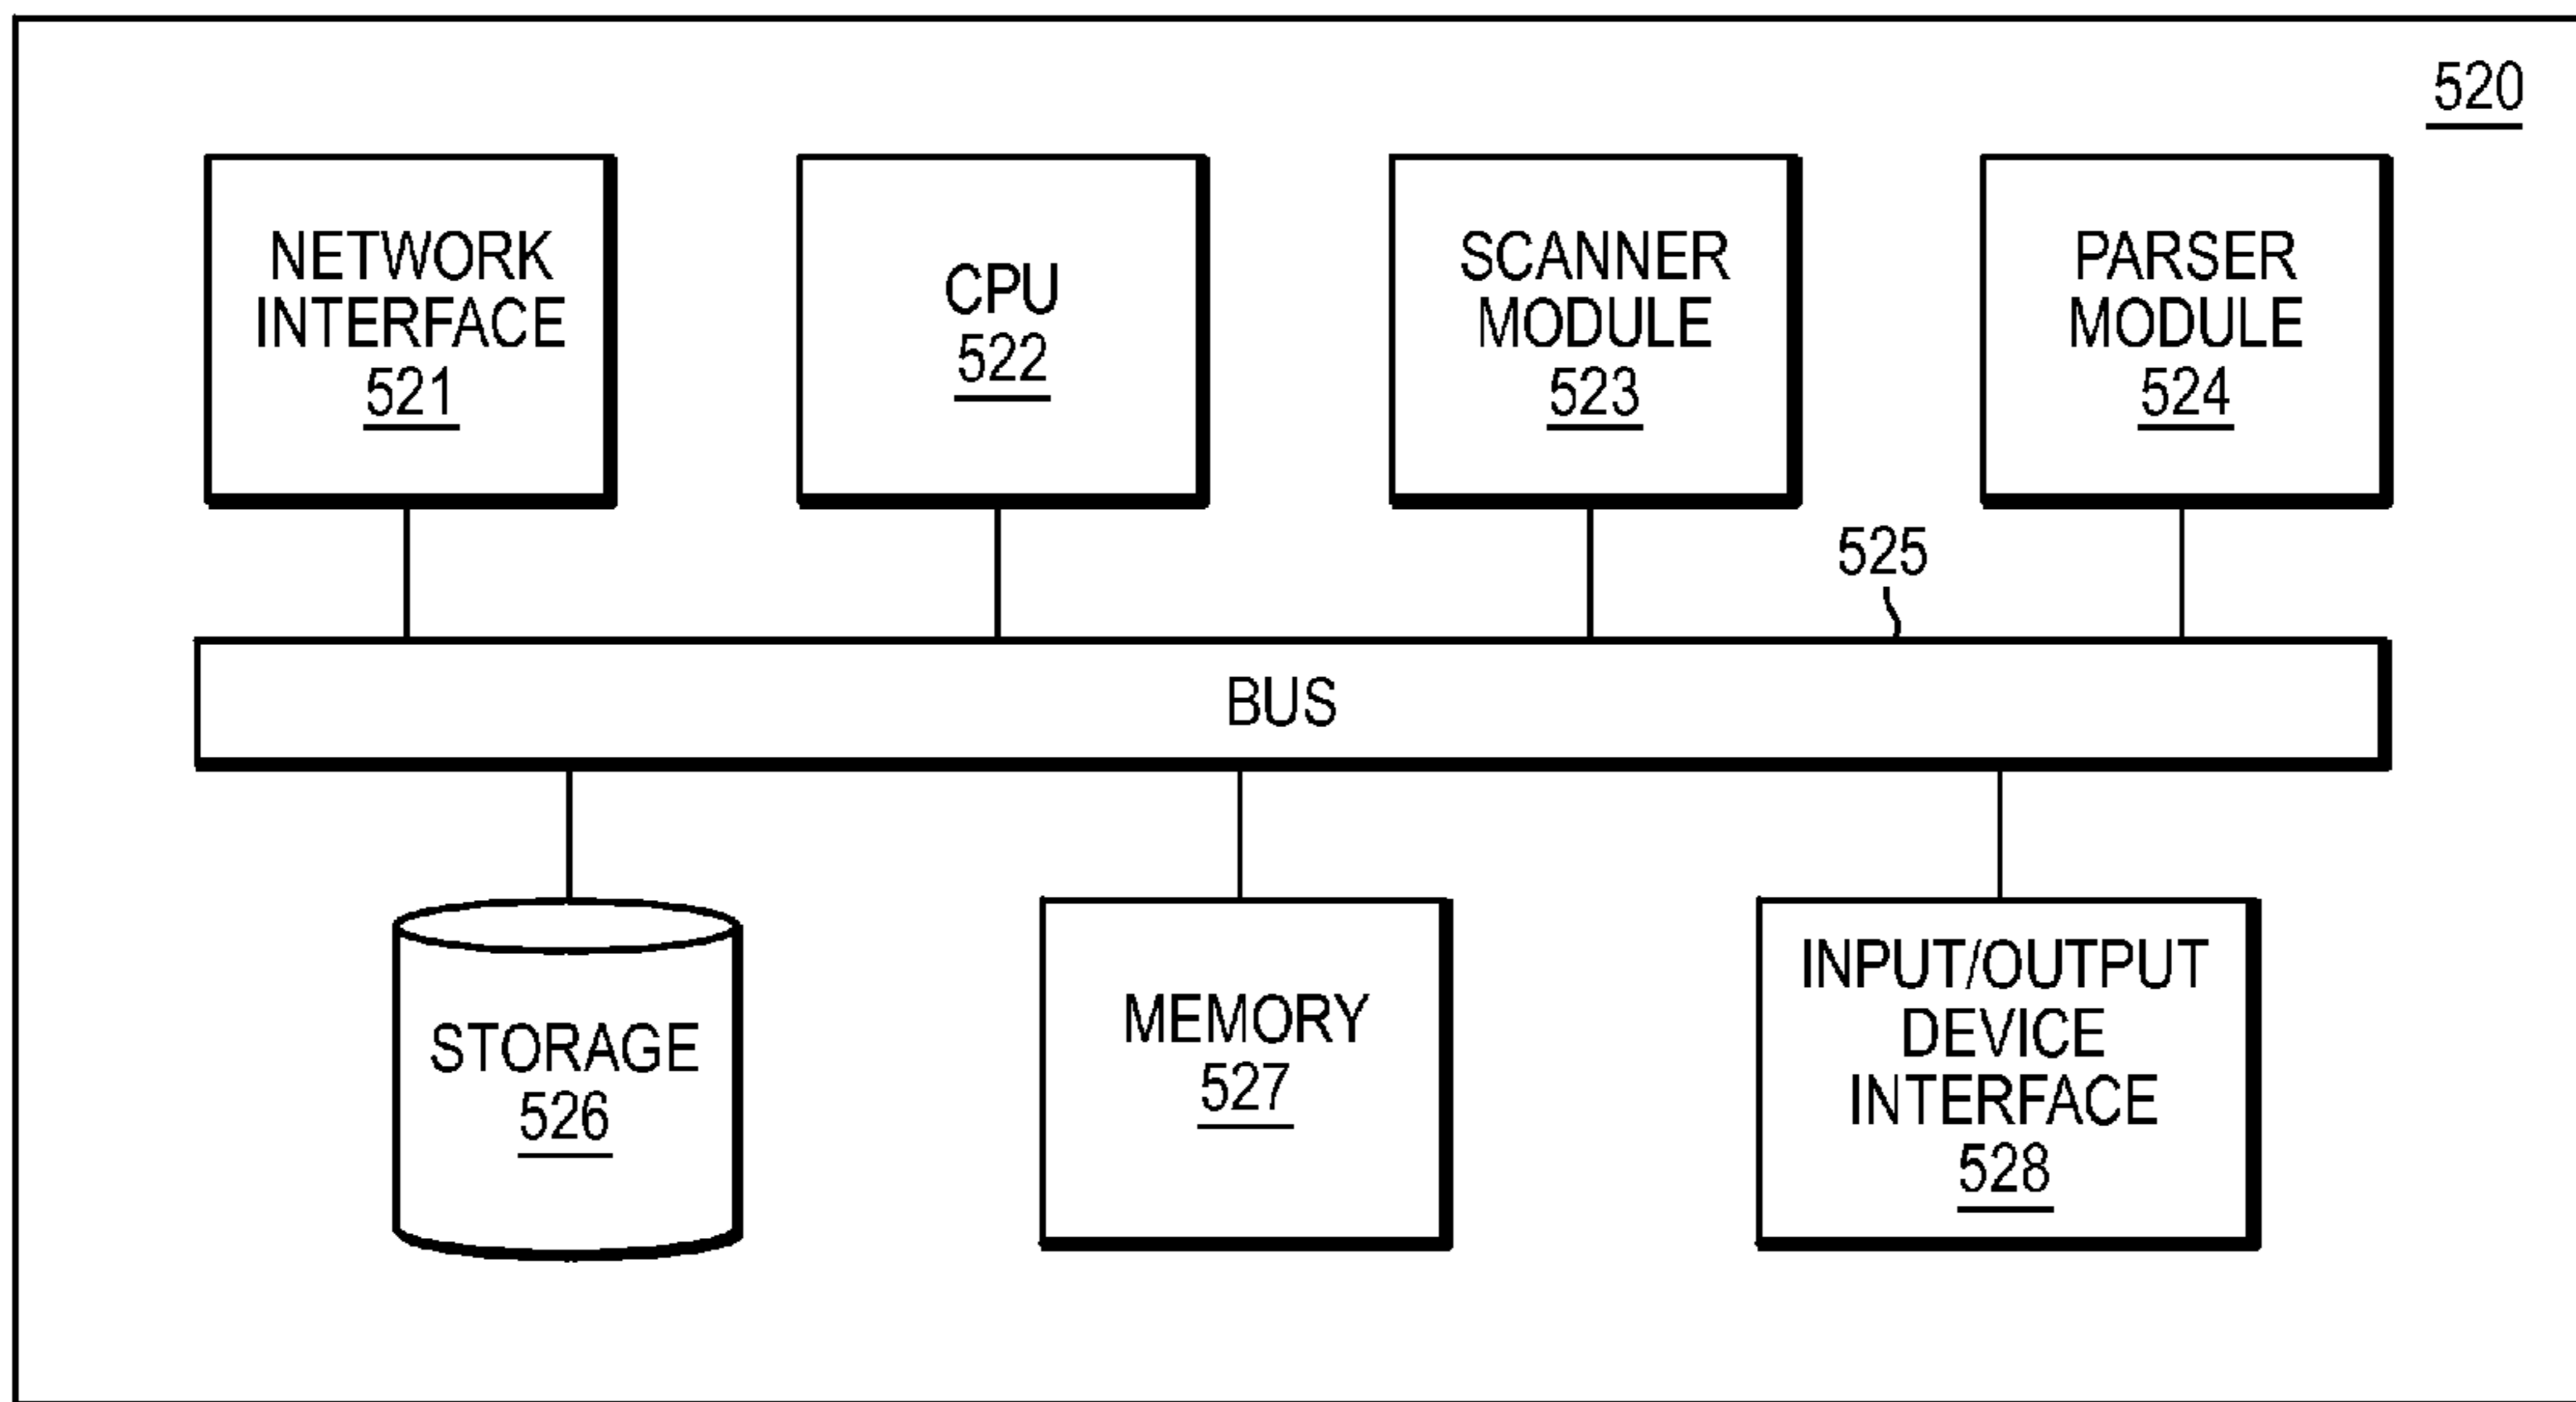 520
NETWORK
INTERFACE
521
CPU
522
SCANNER
MODULE
523
PARSER
MODULE
524
525
BUS
STORAGE
526
MEMORY
527
INPUT/OUTPUT
DEVICE
INTERFACE
528